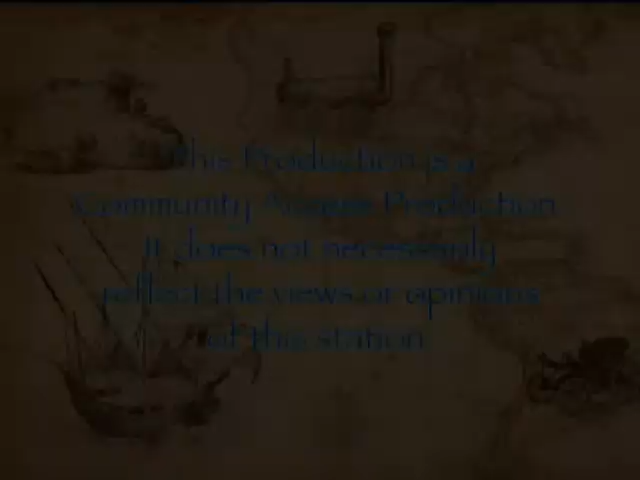 This Production is a
Community Access Production
It does not necessarily
reflect the views or opinions
of this station